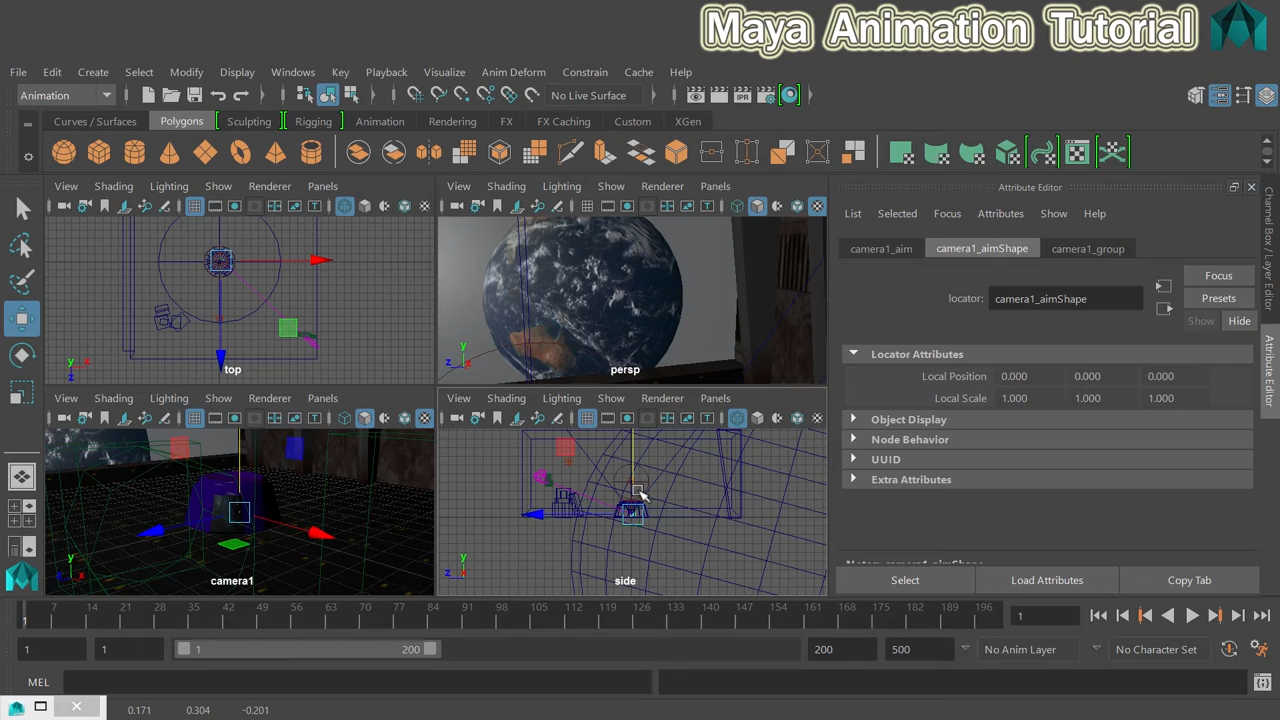 Maya Animation Tutorial
File Edit Create Select Modify Display Windows Key Playback Visualize Anim Deform Constrain Cache Help
Animation No Live Surface IPR
Curves / Surfaces Polygons Sculpting Rigging Animation Rendering FX FX Caching Custom XGen
View Shading Lighting Show Renderer Panels
View Shading Lighting Show Renderer Panels
top
persp
View Shading Lighting Show Renderer Panels
View Shading Lighting Show Renderer Panels
camera1
side
Attribute Editor
List Selected Focus Attributes Show Help
camera1_aim camera1_aimShape camera1_group
locator: camera1_aimShape
Focus
Presets
Show Hide
Locator Attributes
Local Position 0.000 0.000 0.000
Local Scale 1.000 1.000 1.000
Object Display
Node Behavior
UUID
Extra Attributes
Select Load Attributes Copy Tab
Channel Box / Layer Editor
Attribute Editor
1 7 14 21 28 35 42 49 56 63 70 77 84 91 98 105 112 119 126 133 140 147 154 161 168 175 182 189 196 1
1 1 1 200 200 500 No Anim Layer No Character Set
MEL
0.171 0.304 -0.201